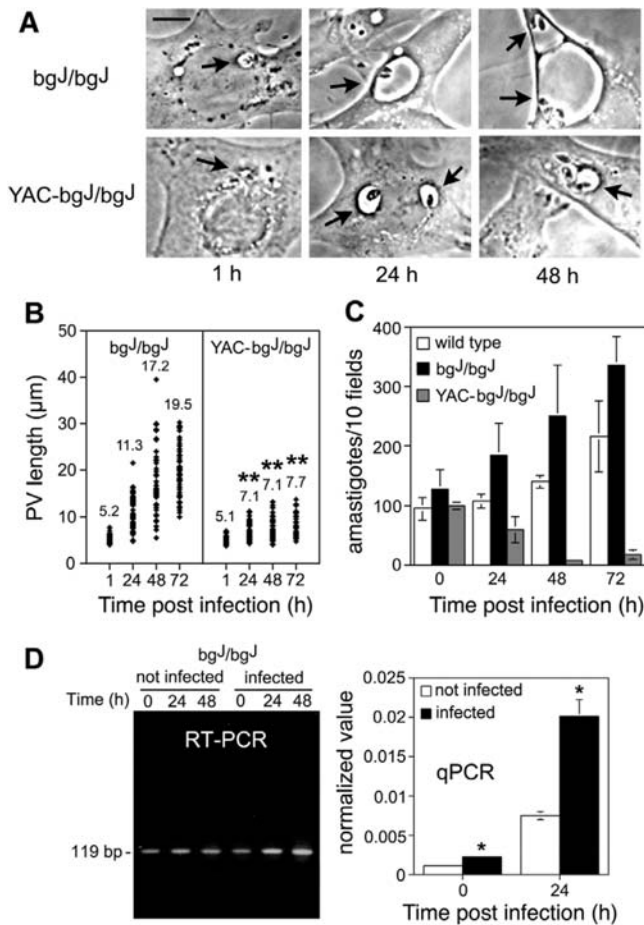 A
bgJ/bgJ
YAC-bgJ/bgJ
1 h 24 h 48 h
B
PV length (µm)
50
40
30
20
10
0
bgJ/bgJ YAC-bgJ/bgJ
5.2 11.3 17.2 19.5
5.1 7.1 7.1 7.7
** ** **
1 24 48 72 1 24 48 72
Time post infection (h)
C
amastigotes/10 fields
400
300
200
100
0
wild type
bgJ/bgJ
YAC-bgJ/bgJ
0 24 48 72
Time post infection (h)
D
bgJ/bgJ
not infected infected
Time (h) 0 24 48 0 24 48
RT-PCR
119 bp -
normalized value
0.025
0.02
0.015
0.01
0.005
0
not infected
infected
qPCR
* *
0 24
Time post infection (h)